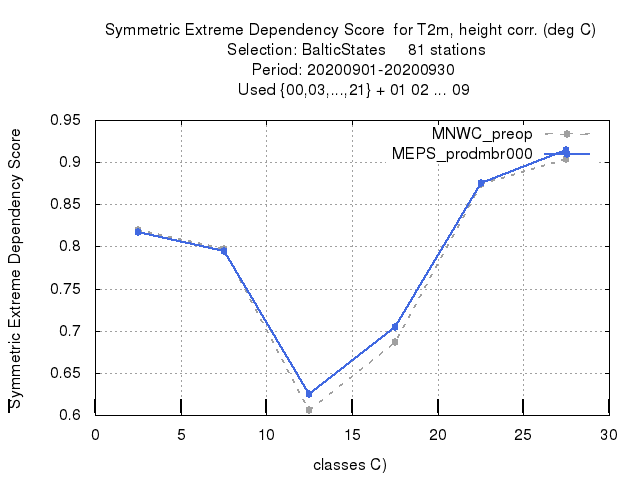 Symmetric Extreme Dependency Score  for T2m, height corr. (deg C)
Selection: BalticStates     81 stations
Period: 20200901-20200930
Used {00,03,...,21} + 01 02 ... 09
Symmetric Extreme Dependency Score
0.95
0.9
0.85
0.8
0.75
0.7
0.65
0.6
MNWC_preop
MEPS_prodmbr000
0 5 10 15 20 25 30
classes C)